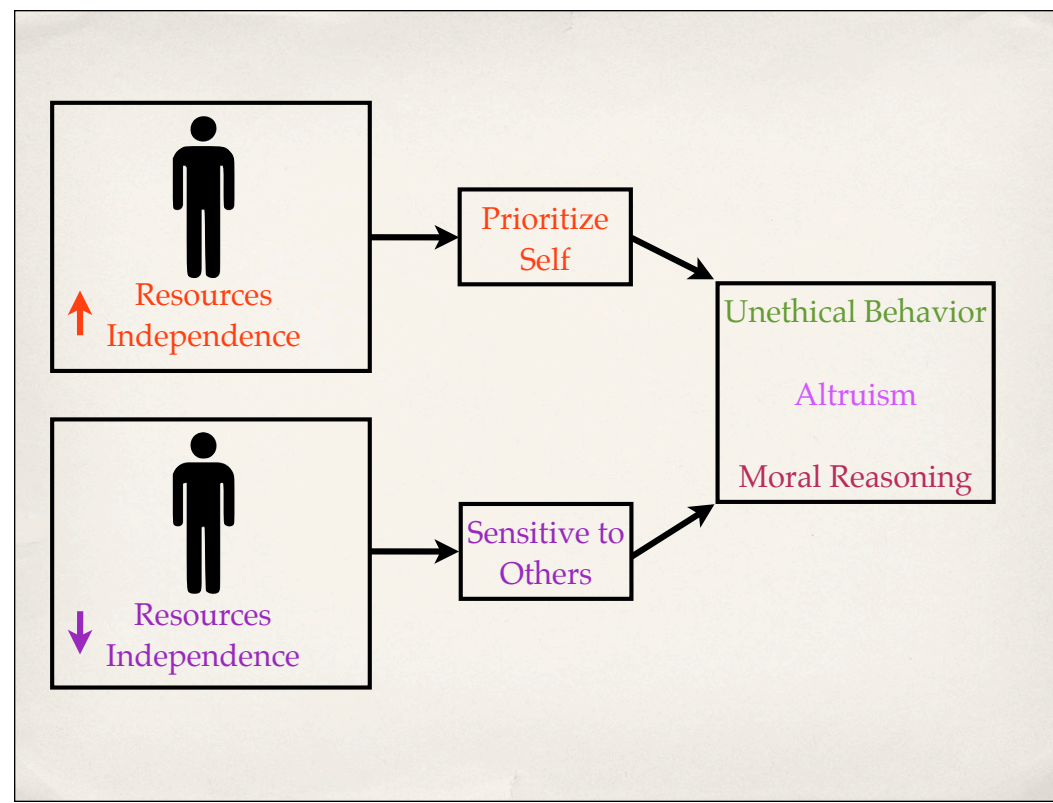 Resources
Independence
Prioritize
Self
Resources
Independence
Sensitive to
Others
Unethical Behavior
Altruism
Moral Reasoning